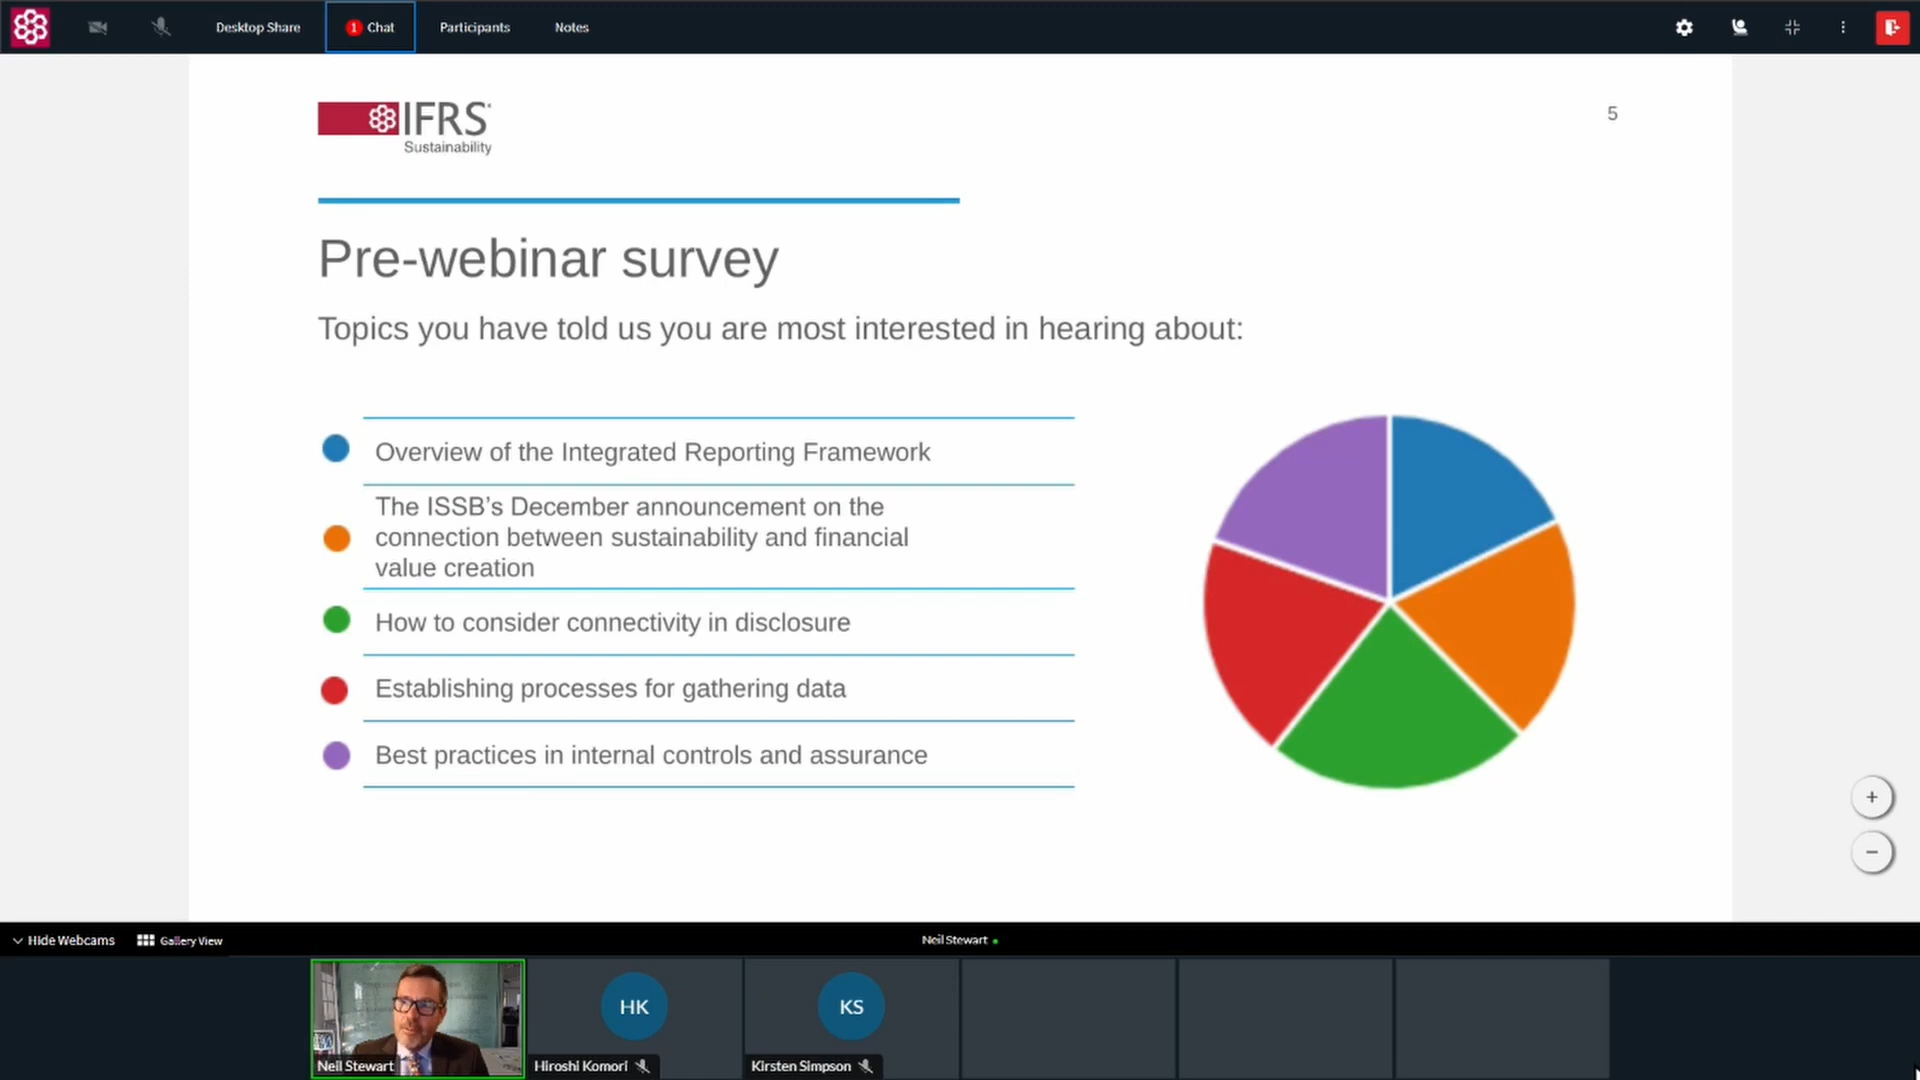 Desktop Share
1 Chat
Participants
Notes
IFRS
Sustainability
5
Pre-webinar survey
Topics you have told us you are most interested in hearing about:
Overview of the Integrated Reporting Framework
The ISSB’s December announcement on the
connection between sustainability and financial
value creation
How to consider connectivity in disclosure
Establishing processes for gathering data
Best practices in internal controls and assurance
Hide Webcams
Gallery View
Neil Stewart
HK
KS
Neil Stewart
Hiroshi Komori
Kirsten Simpson